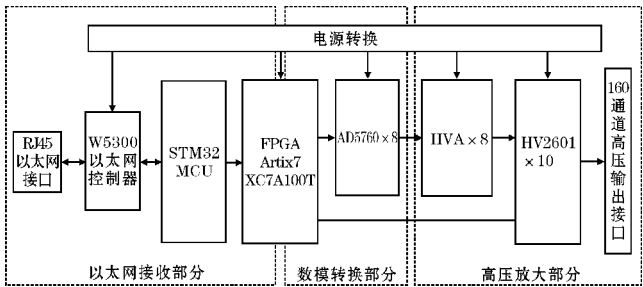 电源转换
RJ45
以太网
接口
W5300
以太网
控制器
STM32
MCU
FPGA
Artix7
XC7A100T
AD5760×8
HVA×8
HV2601
×10
160
通
道
高
压
输
出
接
口
以太网接收部分
数模转换部分
高压放大部分